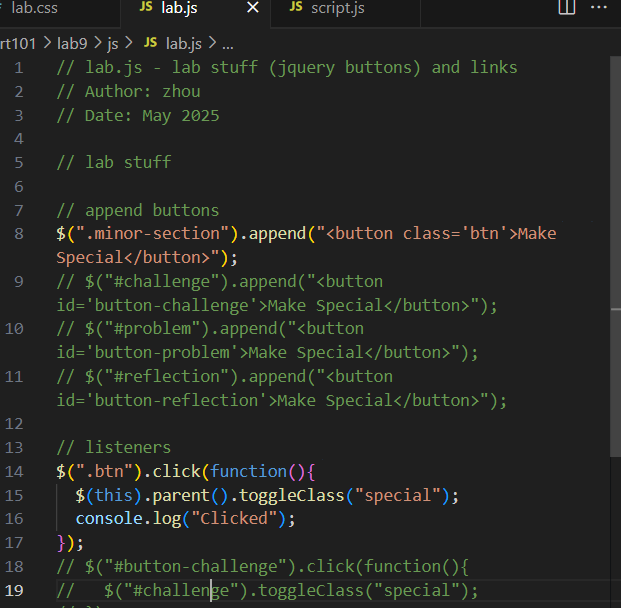 lab.css JS lab.js × JS script.js ...
rt101 > lab9 > js > JS lab.js > ...
1 // lab.js - lab stuff (jquery buttons) and links
2 // Author: zhou
3 // Date: May 2025
4
5 // lab stuff
6
7 // append buttons
8 $(".minor-section").append("<button class='btn'>Make
Special</button>");
9 // $("#challenge").append("<button
id='button-challenge'>Make Special</button>");
10 // $("#problem").append("<button
id='button-problem'>Make Special</button>");
11 // $("#reflection").append("<button
id='button-reflection'>Make Special</button>");
12
13 // listeners
14 $(".btn").click(function(){
15 $(this).parent().toggleClass("special");
16 console.log("Clicked");
17 });
18 // $("#button-challenge").click(function(){
19 // $("#challenge").toggleClass("special");